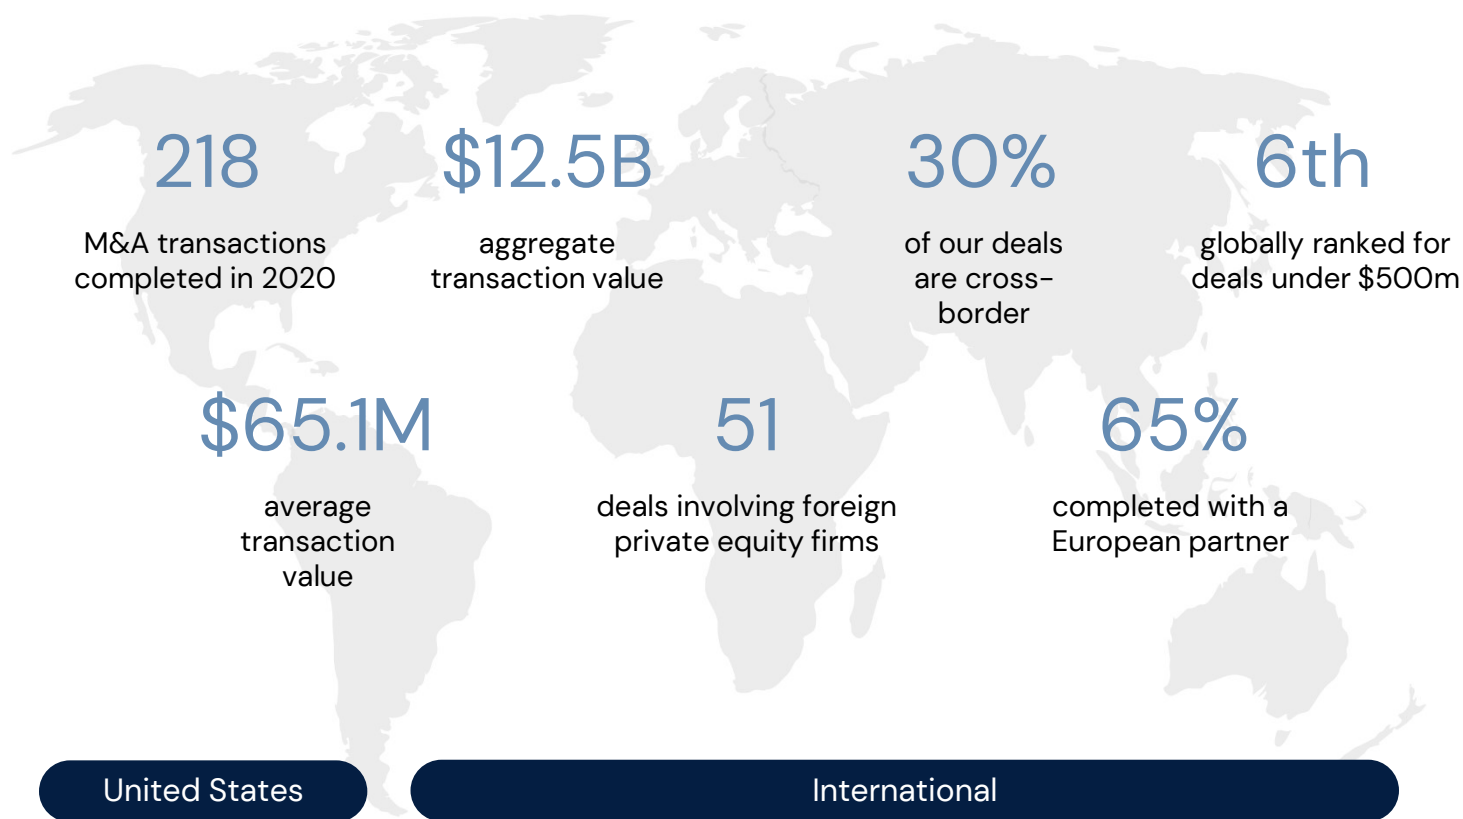 218
M&A transactions
completed in 2020
$12.5B
aggregate
transaction value
30%
of our deals
are cross-
border
6th
globally ranked for
deals under $500m
$65.1M
average
transaction
value
51
deals involving foreign
private equity firms
65%
completed with a
European partner
United States
International